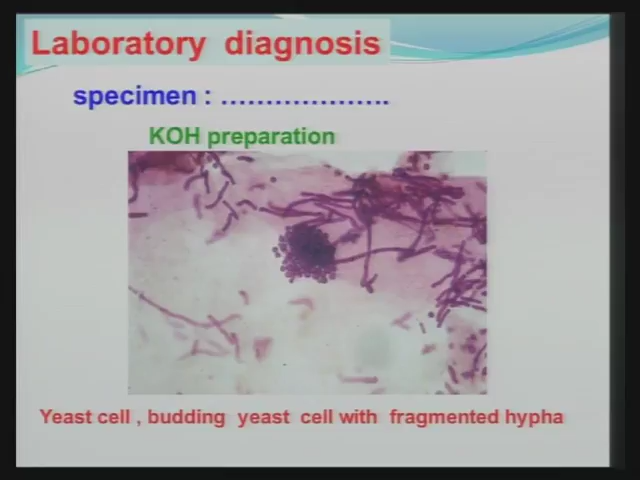 Laboratory diagnosis
specimen : ………………..
KOH preparation
Yeast cell , budding yeast cell with fragmented hypha